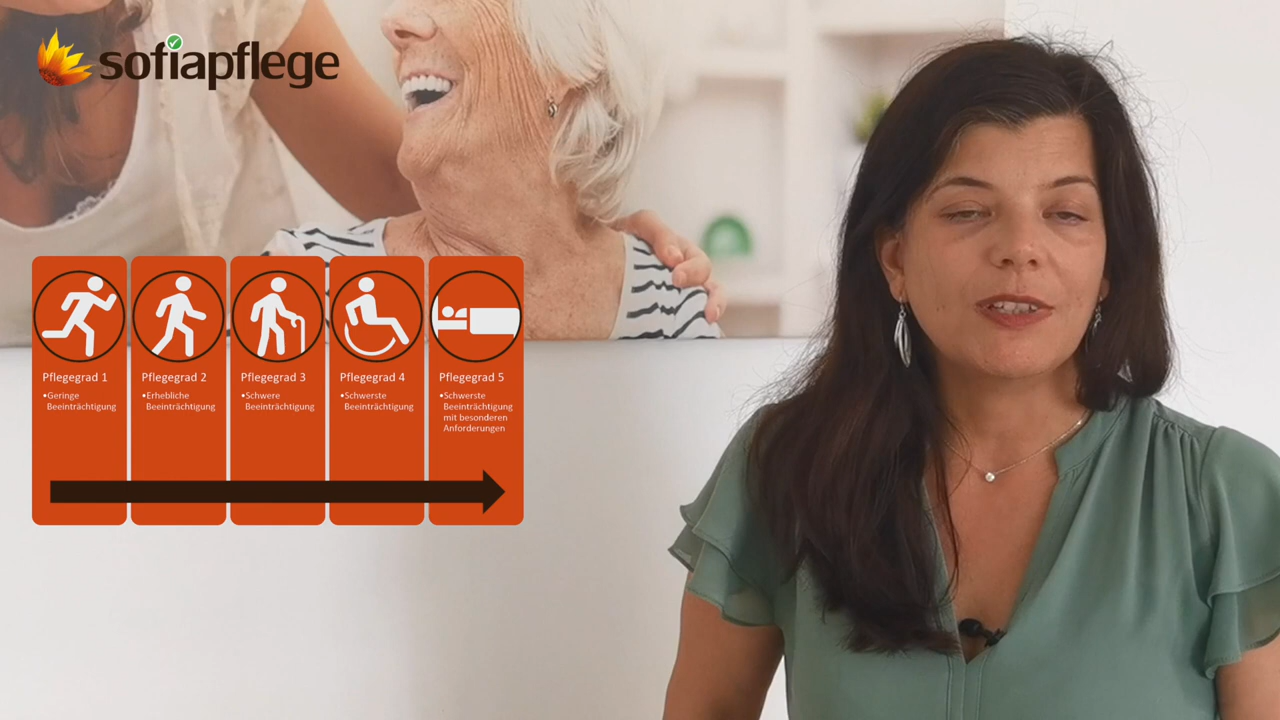 sofiapflege
Pflegegrad 1
•Geringe
Beeinträchtigung
Pflegegrad 2
•Erhebliche
Beeinträchtigung
Pflegegrad 3
•Schwere
Beeinträchtigung
Pflegegrad 4
•Schwerste
Beeinträchtigung
Pflegegrad 5
•Schwerste
Beeinträchtigung
mit besonderen
Anforderungen